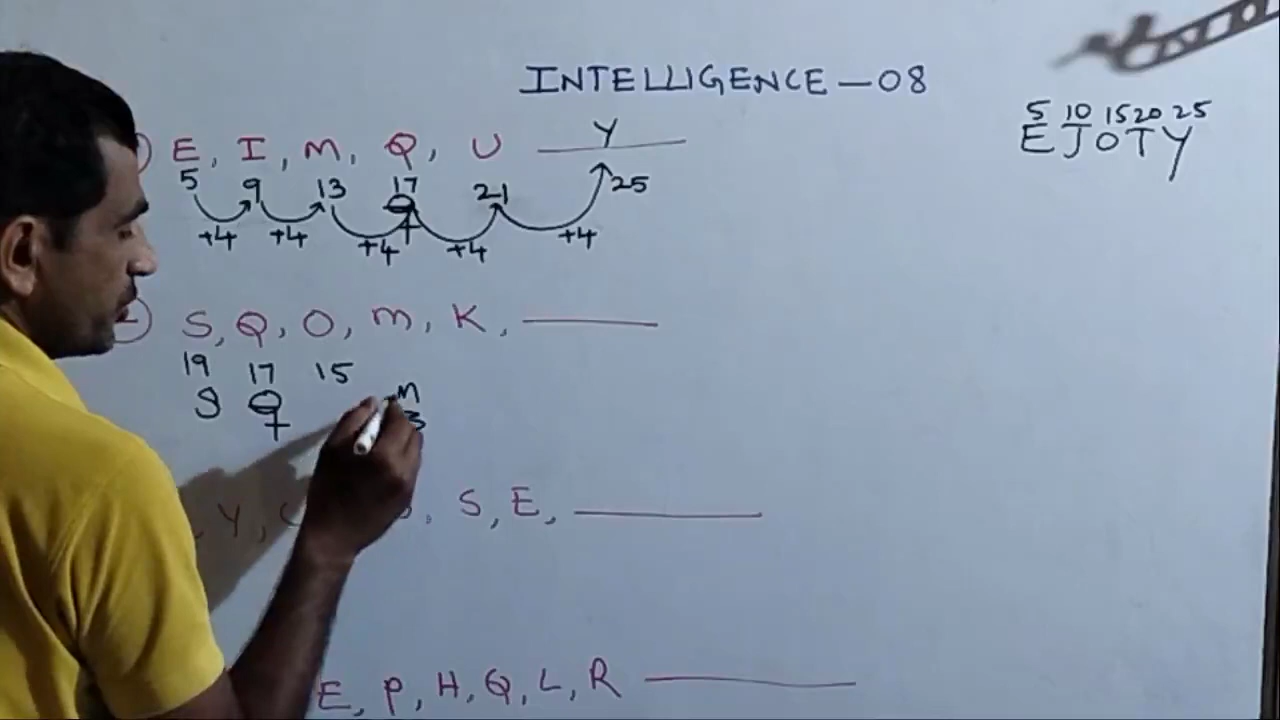 INTELLIGENCE - 08
5 10 15 20 25
E J O T Y
E, I, M, Q, U Y
5 9 13 17 21 25
+4 +4 +4 +4 +4
S, Q, O, M, K,
19 17 15
S Q M
Y, S, E,
E, P, H, Q, L, R